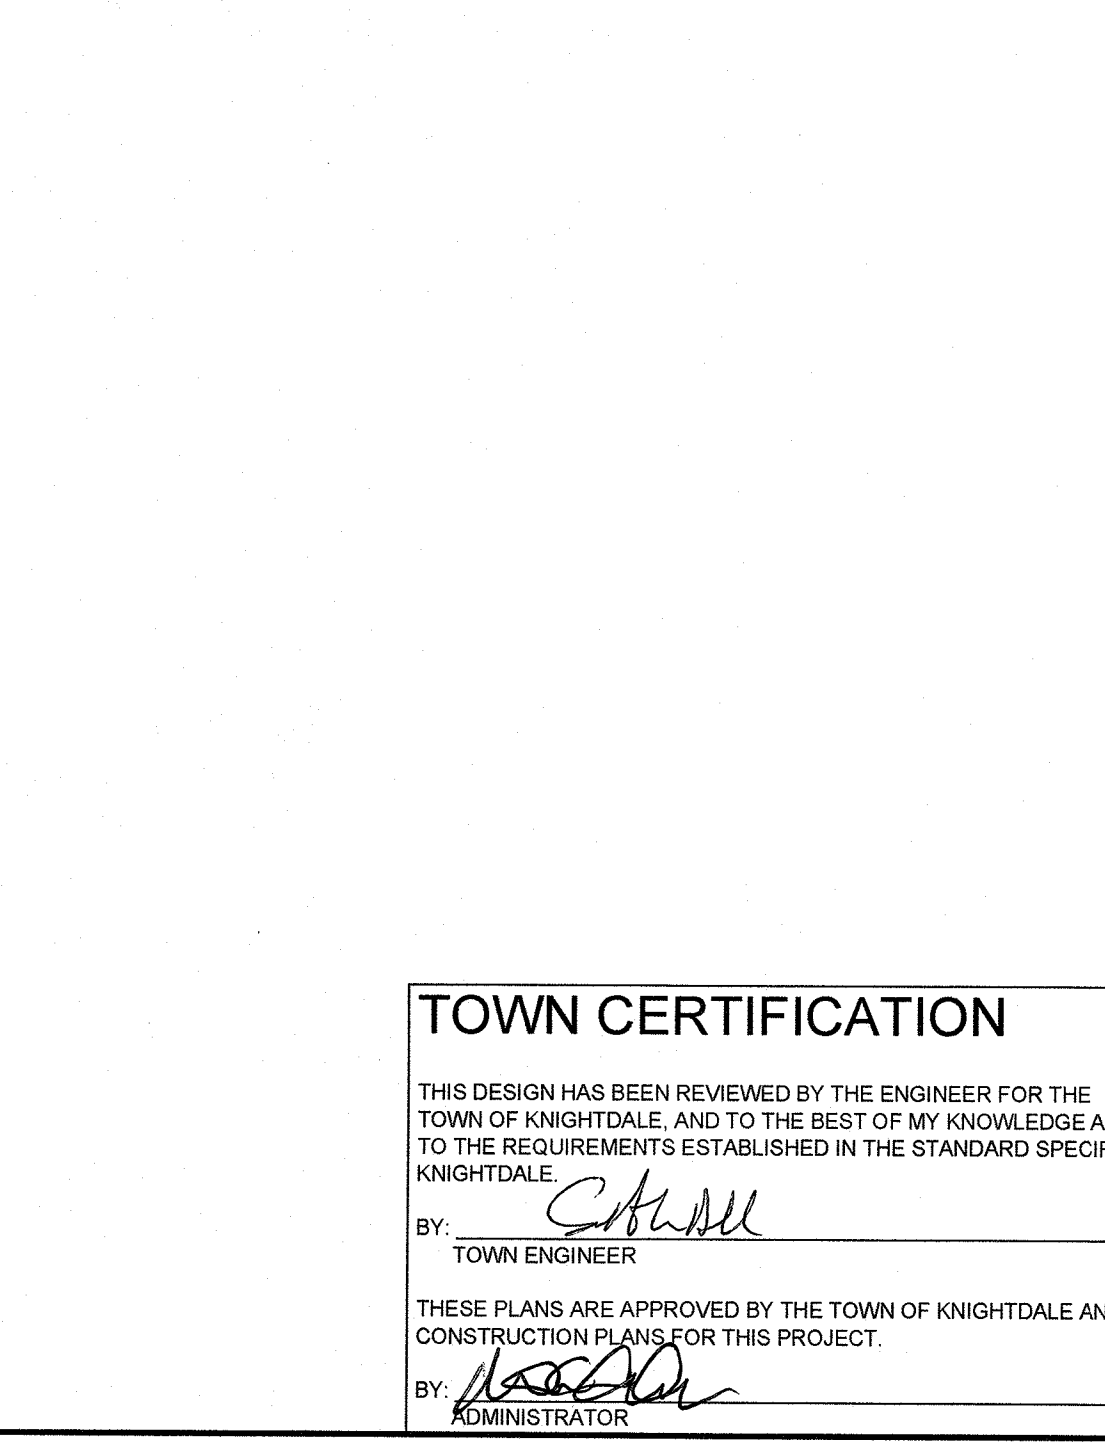 TOWN CERTIFICATION
THIS DESIGN HAS BEEN REVIEWED BY THE ENGINEER FOR THE
TOWN OF KNIGHTDALE, AND TO THE BEST OF MY KNOWLEDGE A
TO THE REQUIREMENTS ESTABLISHED IN THE STANDARD SPECIF
KNIGHTDALE.
BY:
TOWN ENGINEER
THESE PLANS ARE APPROVED BY THE TOWN OF KNIGHTDALE AN
CONSTRUCTION PLANS FOR THIS PROJECT.
BY:
ADMINISTRATOR